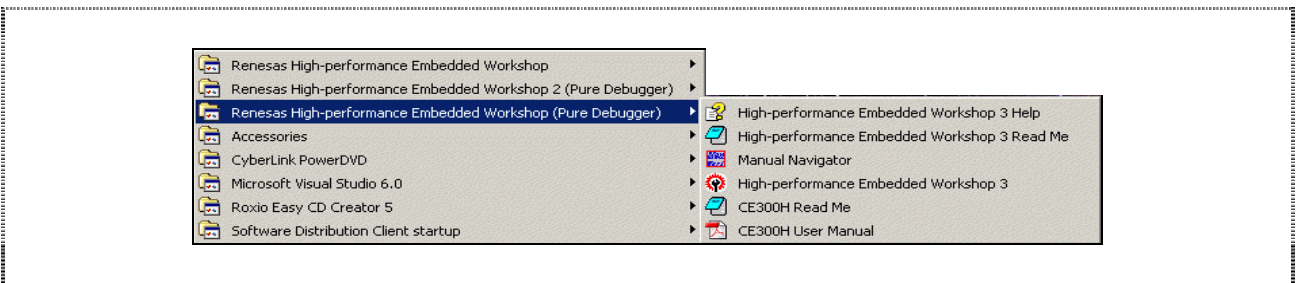 Renesas High-performance Embedded Workshop
Renesas High-performance Embedded Workshop 2 (Pure Debugger)
Renesas High-performance Embedded Workshop (Pure Debugger)
Accessories
CyberLink PowerDVD
Microsoft Visual Studio 6.0
Roxio Easy CD Creator 5
Software Distribution Client startup
High-performance Embedded Workshop 3 Help
High-performance Embedded Workshop 3 Read Me
Manual Navigator
High-performance Embedded Workshop 3
CE300H Read Me
CE300H User Manual